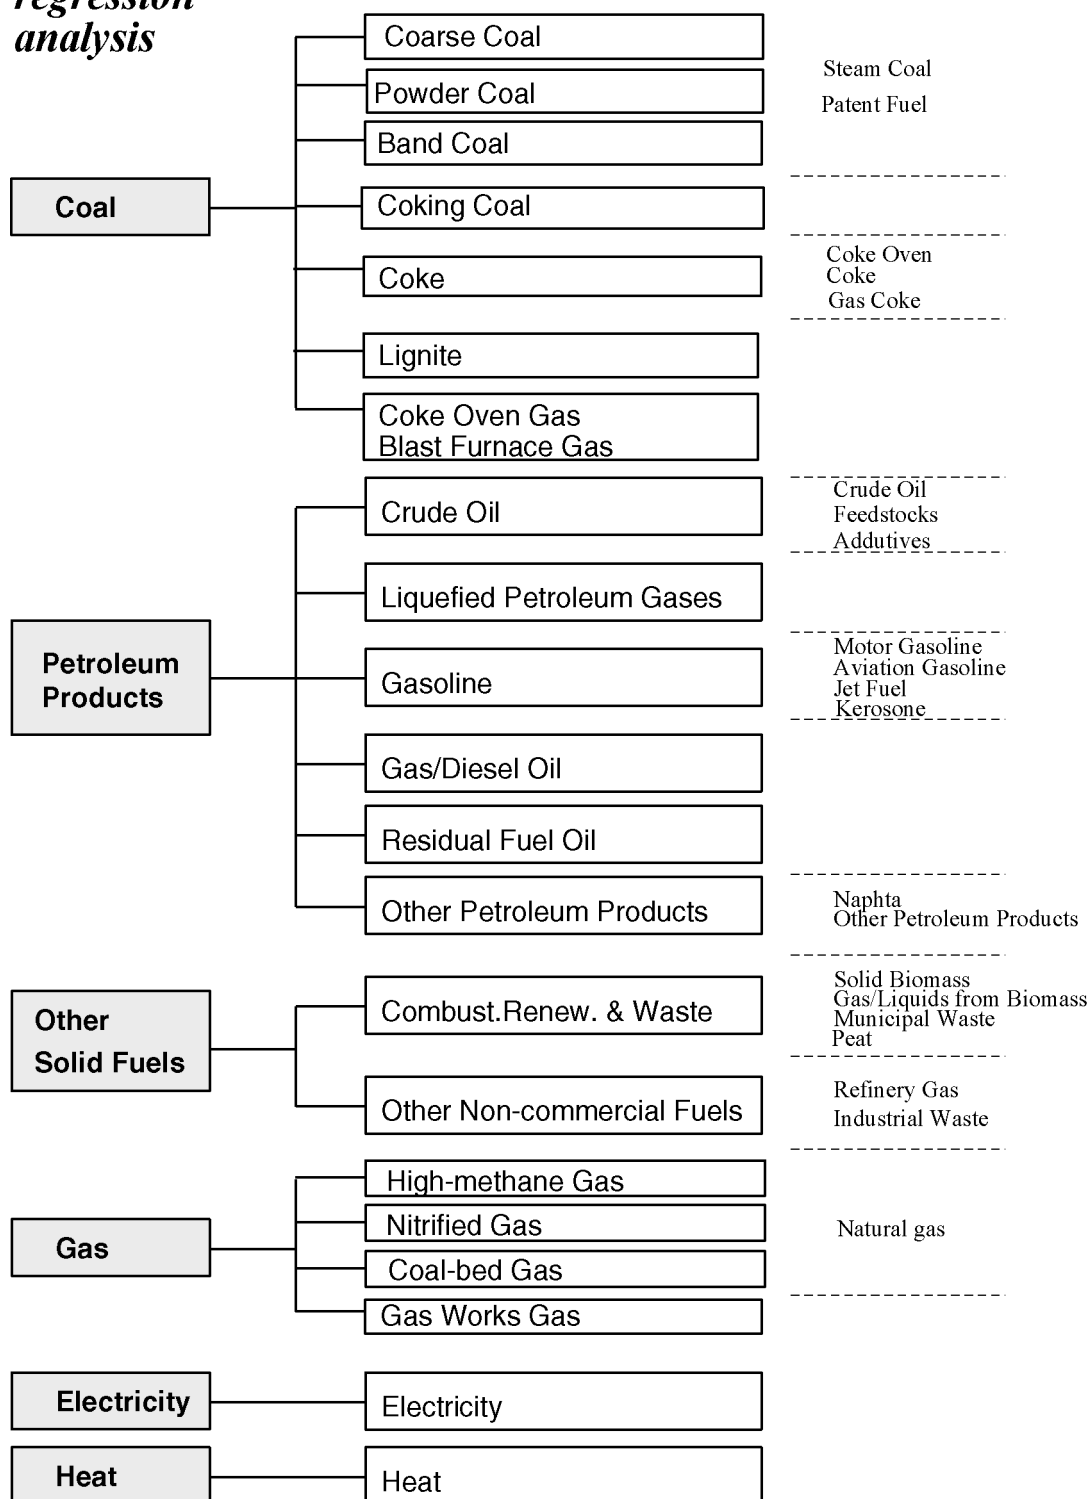 regression
analysis
Coarse Coal
Powder Coal
Band Coal
Steam Coal
Patent Fuel
Coal
Coking Coal
Coke
Coke Oven
Coke
Gas Coke
Lignite
Coke Oven Gas
Blast Furnace Gas
Crude Oil
Crude Oil
Feedstocks
Addutives
Liquefied Petroleum Gases
Petroleum
Products
Gasoline
Motor Gasoline
Aviation Gasoline
Jet Fuel
Kerosone
Gas/Diesel Oil
Residual Fuel Oil
Other Petroleum Products
Naphta
Other Petroleum Products
Other
Solid Fuels
Combust.Renew. & Waste
Solid Biomass
Gas/Liquids from Biomass
Municipal Waste
Peat
Other Non-commercial Fuels
Refinery Gas
Industrial Waste
Gas
High-methane Gas
Nitrified Gas
Coal-bed Gas
Natural gas
Gas Works Gas
Electricity
Electricity
Heat
Heat